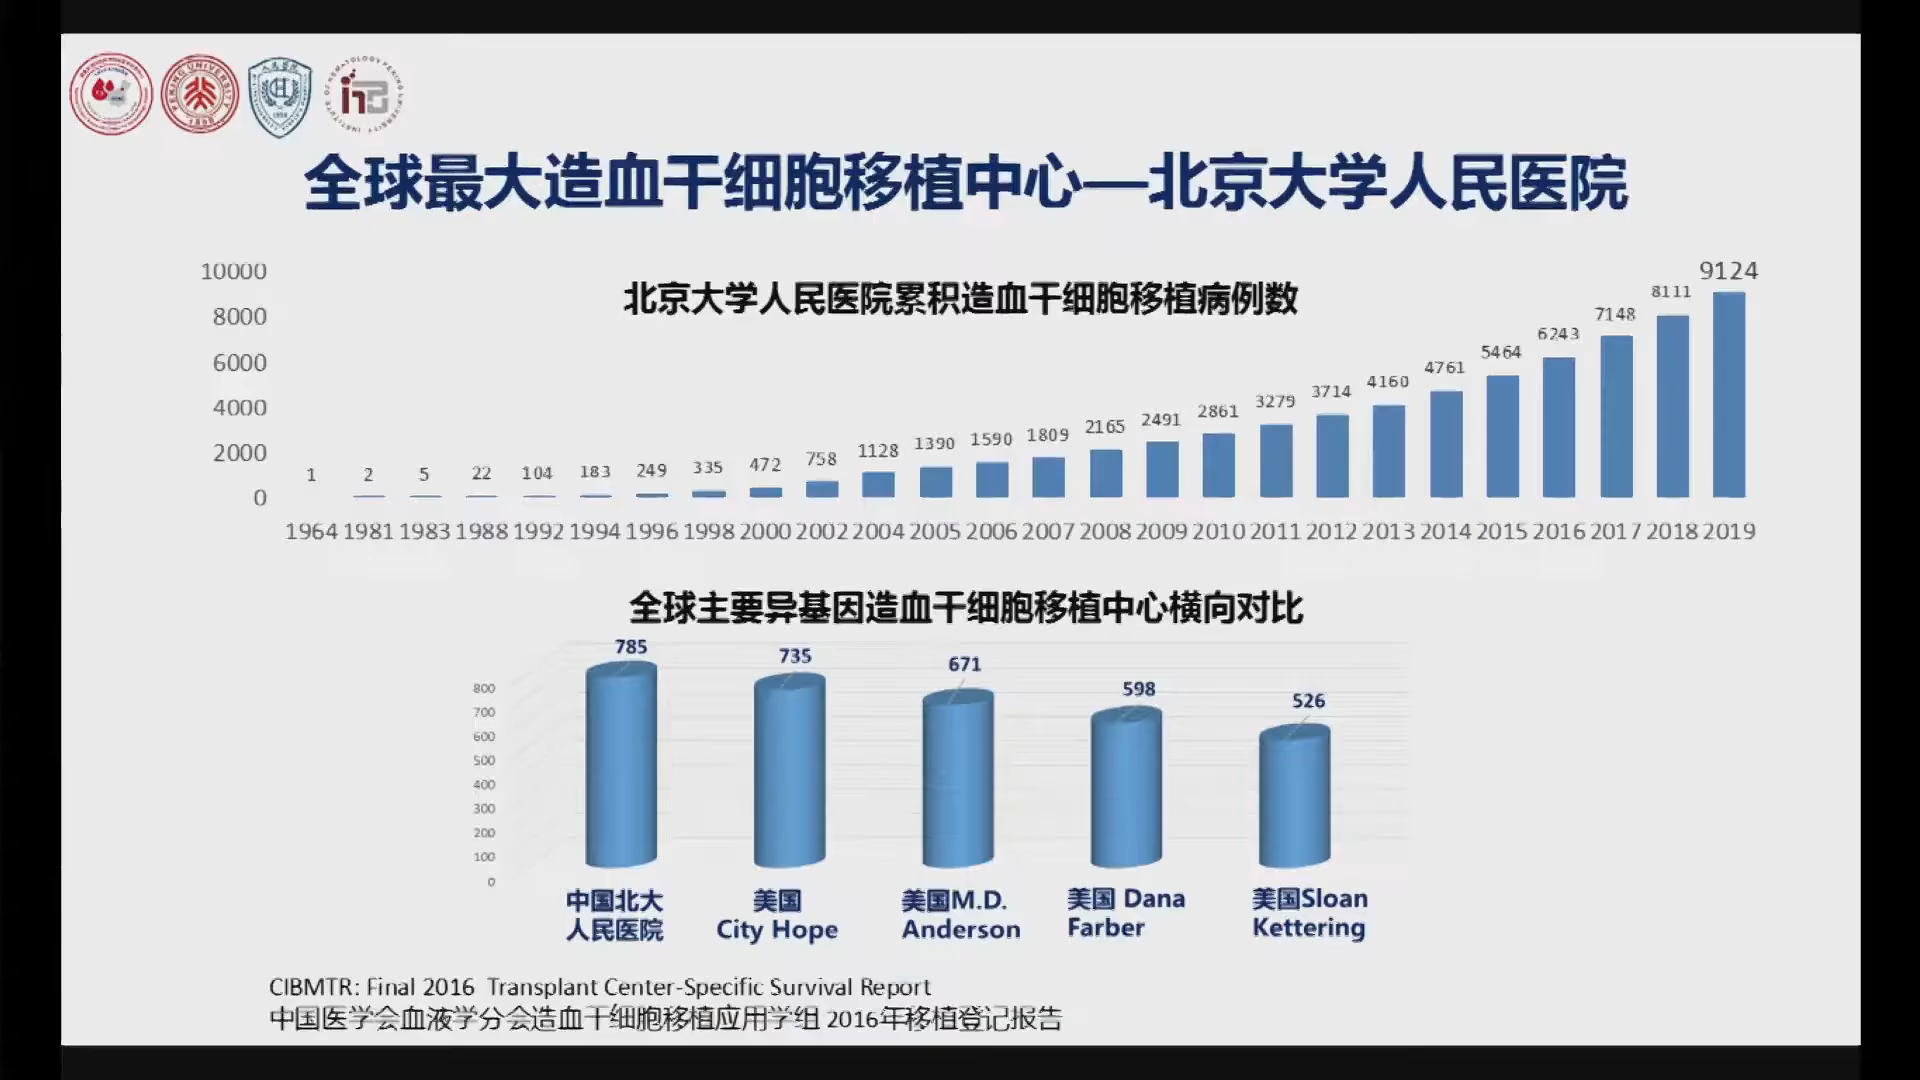 PEKING UNIVERSITY
1898
INSTITUTE OF HEMATOLOGY PEKING UNIVERSITY
全球最大造血干细胞移植中心—北京大学人民医院
北京大学人民医院累积造血干细胞移植病例数
10000
8000
6000
4000
2000
0
1 2 5 22 104 183 249 335 472 758 1128 1390 1590 1809 2165 2491 2861 3279 3714 4160 4761 5464 6243 7148 8111 9124
1964 1981 1983 1988 1992 1994 1996 1998 2000 2002 2004 2005 2006 2007 2008 2009 2010 2011 2012 2013 2014 2015 2016 2017 2018 2019
全球主要异基因造血干细胞移植中心横向对比
785 735 671 598 526
800
700
600
500
400
300
200
100
0
中国北大
人民医院
美国
City Hope
美国M.D.
Anderson
美国 Dana
Farber
美国Sloan
Kettering
CIBMTR: Final 2016 Transplant Center-Specific Survival Report
中国医学会血液学分会造血干细胞移植应用学组 2016年移植登记报告